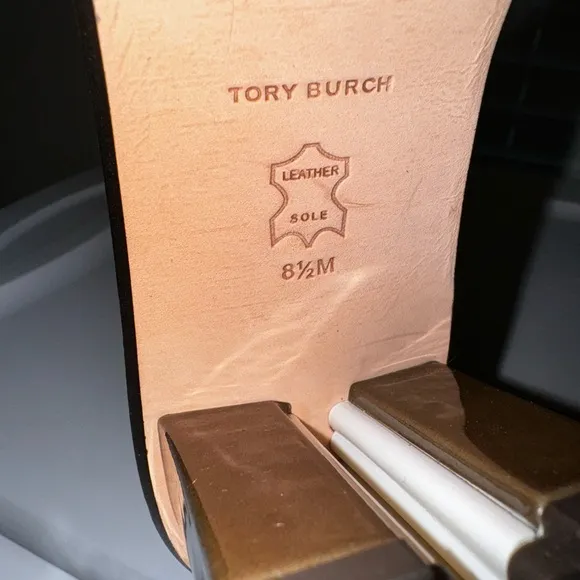 TORY BURCH
LEATHER
SOLE
8½M